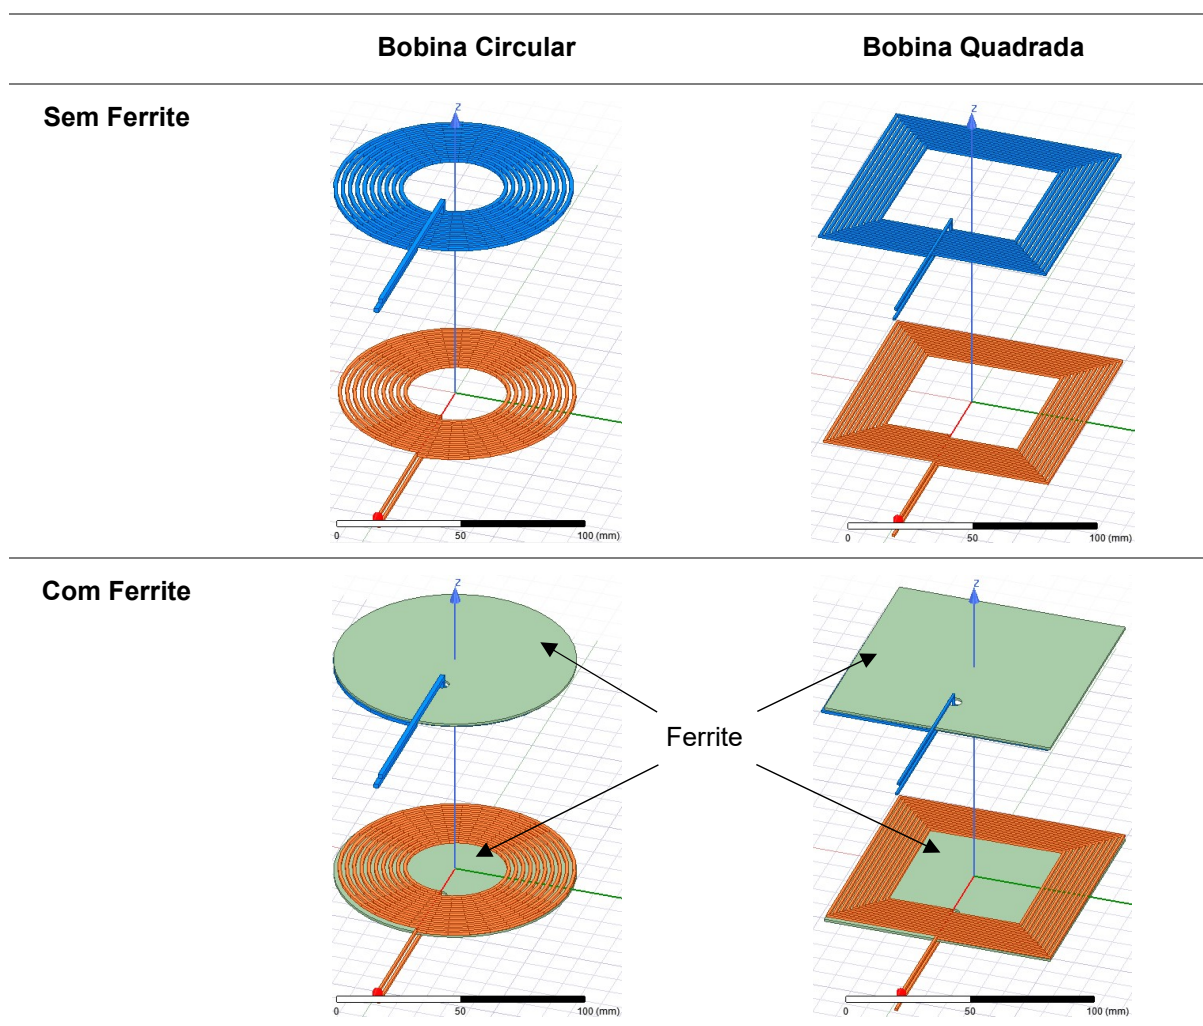 Bobina Circular Bobina Quadrada
Sem Ferrite
Z Z
0 50 100 (mm) 0 50 100 (mm)
Com Ferrite
Z Z
Ferrite
0 50 100 (mm) 0 50 100 (mm)